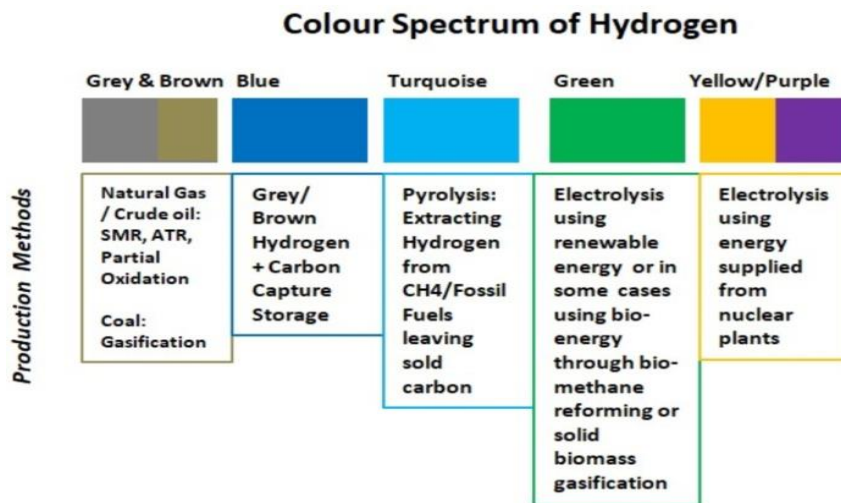 Colour Spectrum of Hydrogen
Grey & Brown
Blue
Turquoise
Green
Yellow/Purple
Production Methods
Natural Gas
/ Crude oil:
SMR, ATR,
Partial
Oxidation
Coal:
Gasification
Grey/
Brown
Hydrogen
+ Carbon
Capture
Storage
Pyrolysis:
Extracting
Hydrogen
from
CH4/Fossil
Fuels
leaving
sold
carbon
Electrolysis
using
renewable
energy or in
some cases
using bio-
energy
through bio-
methane
reforming or
solid
biomass
gasification
Electrolysis
using
energy
supplied
from
nuclear
plants